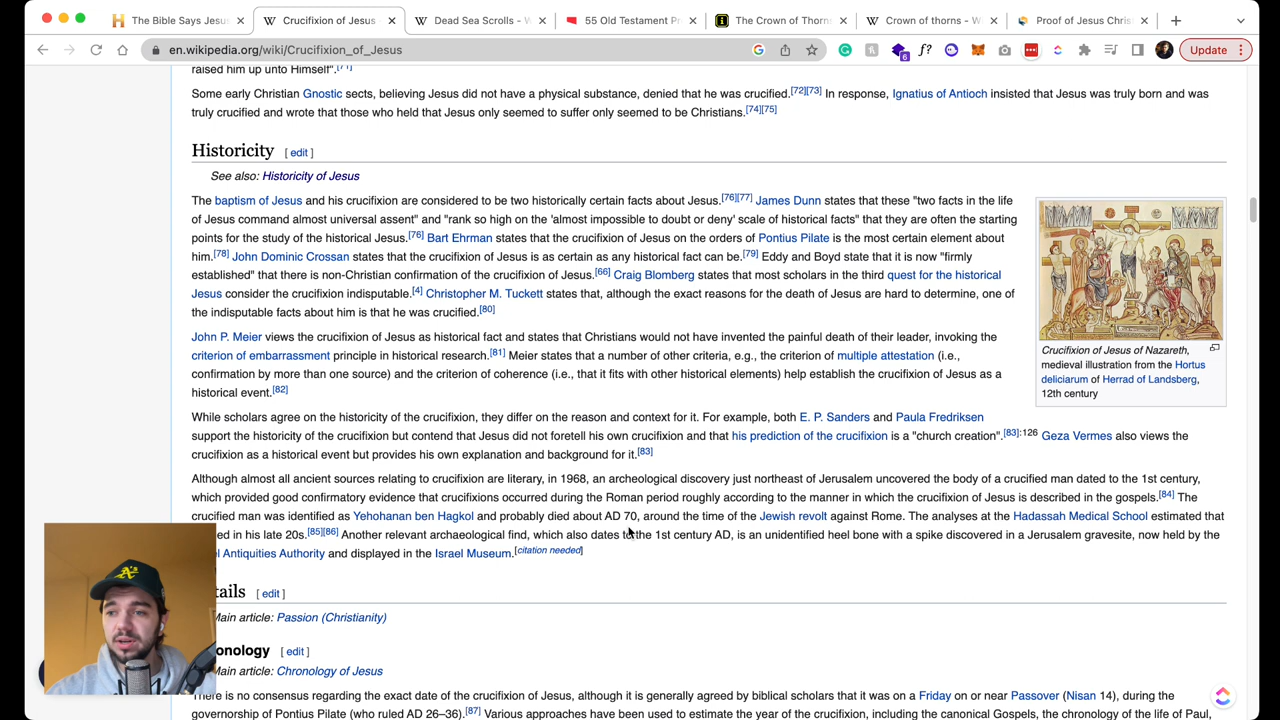 The Bible Says Jesus
Crucifixion of Jesus -
Dead Sea Scrolls - W
55 Old Testament Pr
The Crown of Thorns
Crown of thorns - W
Proof of Jesus Chris
en.wikipedia.org/wiki/Crucifixion_of_Jesus
6
Update
raised him up unto Himself".[71]
Some early Christian Gnostic sects, believing Jesus did not have a physical substance, denied that he was crucified.[72][73] In response, Ignatius of Antioch insisted that Jesus was truly born and was
truly crucified and wrote that those who held that Jesus only seemed to suffer only seemed to be Christians.[74][75]
Historicity [ edit ]
See also: Historicity of Jesus
The baptism of Jesus and his crucifixion are considered to be two historically certain facts about Jesus.[76][77] James Dunn states that these "two facts in the life
of Jesus command almost universal assent" and "rank so high on the 'almost impossible to doubt or deny' scale of historical facts" that they are often the starting
points for the study of the historical Jesus.[76] Bart Ehrman states that the crucifixion of Jesus on the orders of Pontius Pilate is the most certain element about
him.[78] John Dominic Crossan states that the crucifixion of Jesus is as certain as any historical fact can be.[79] Eddy and Boyd state that it is now "firmly
established" that there is non-Christian confirmation of the crucifixion of Jesus.[66] Craig Blomberg states that most scholars in the third quest for the historical
Jesus consider the crucifixion indisputable.[4] Christopher M. Tuckett states that, although the exact reasons for the death of Jesus are hard to determine, one of
the indisputable facts about him is that he was crucified.[80]
Crucifixion of Jesus of Nazareth,
medieval illustration from the Hortus
deliciarum of Herrad of Landsberg,
12th century
John P. Meier views the crucifixion of Jesus as historical fact and states that Christians would not have invented the painful death of their leader, invoking the
criterion of embarrassment principle in historical research.[81] Meier states that a number of other criteria, e.g., the criterion of multiple attestation (i.e.,
confirmation by more than one source) and the criterion of coherence (i.e., that it fits with other historical elements) help establish the crucifixion of Jesus as a
historical event.[82]
While scholars agree on the historicity of the crucifixion, they differ on the reason and context for it. For example, both E. P. Sanders and Paula Fredriksen
support the historicity of the crucifixion but contend that Jesus did not foretell his own crucifixion and that his prediction of the crucifixion is a "church creation".[83]:126 Geza Vermes also views the
crucifixion as a historical event but provides his own explanation and background for it.[83]
Although almost all ancient sources relating to crucifixion are literary, in 1968, an archeological discovery just northeast of Jerusalem uncovered the body of a crucified man dated to the 1st century,
which provided good confirmatory evidence that crucifixions occurred during the Roman period roughly according to the manner in which the crucifixion of Jesus is described in the gospels.[84] The
crucified man was identified as Yehohanan ben Hagkol and probably died about AD 70, around the time of the Jewish revolt against Rome. The analyses at the Hadassah Medical School estimated that
ed in his late 20s.[85][86] Another relevant archaeological find, which also dates to the 1st century AD, is an unidentified heel bone with a spike discovered in a Jerusalem gravesite, now held by the
l Antiquities Authority and displayed in the Israel Museum.[citation needed]
tails [ edit ]
Main article: Passion (Christianity)
onology [ edit ]
Main article: Chronology of Jesus
There is no consensus regarding the exact date of the crucifixion of Jesus, although it is generally agreed by biblical scholars that it was on a Friday on or near Passover (Nisan 14), during the
governorship of Pontius Pilate (who ruled AD 26–36).[87] Various approaches have been used to estimate the year of the crucifixion, including the canonical Gospels, the chronology of the life of Paul